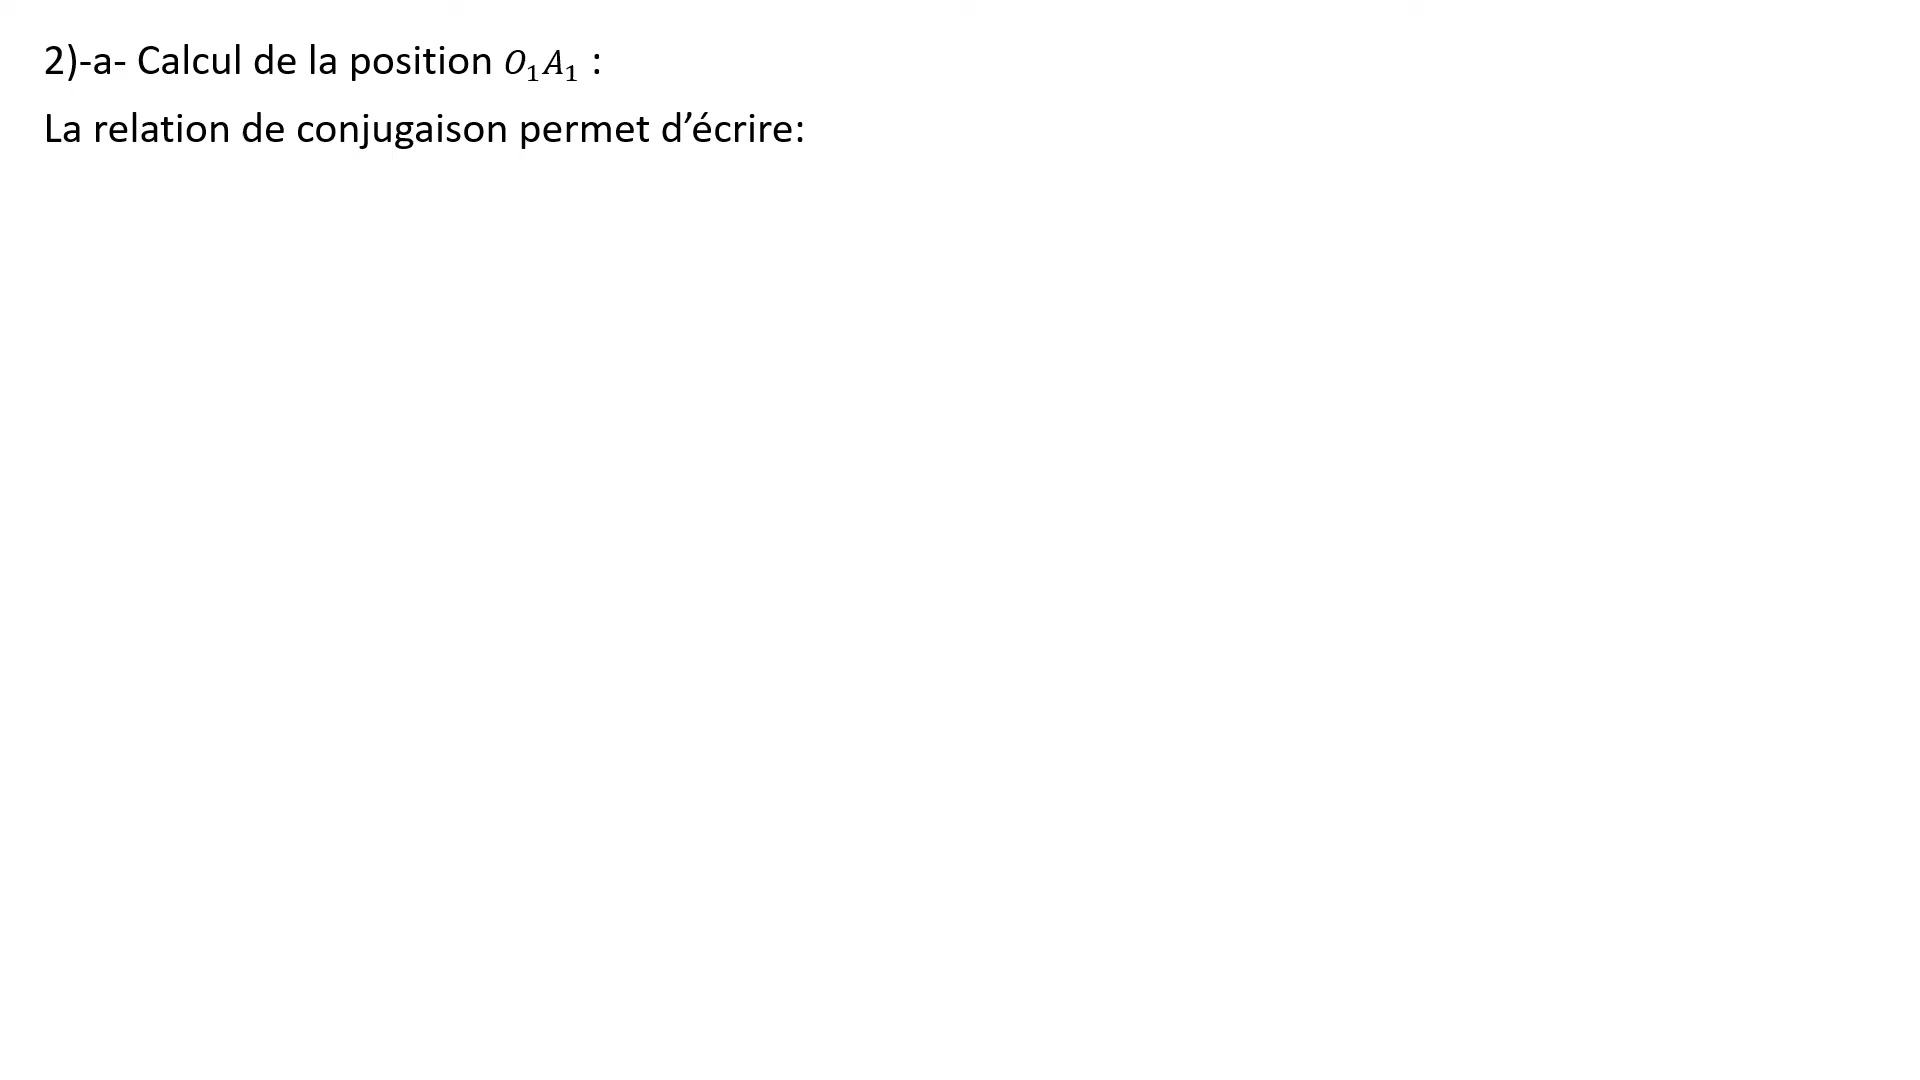 2)-a- Calcul de la position O₁A₁ :
La relation de conjugaison permet d’écrire: